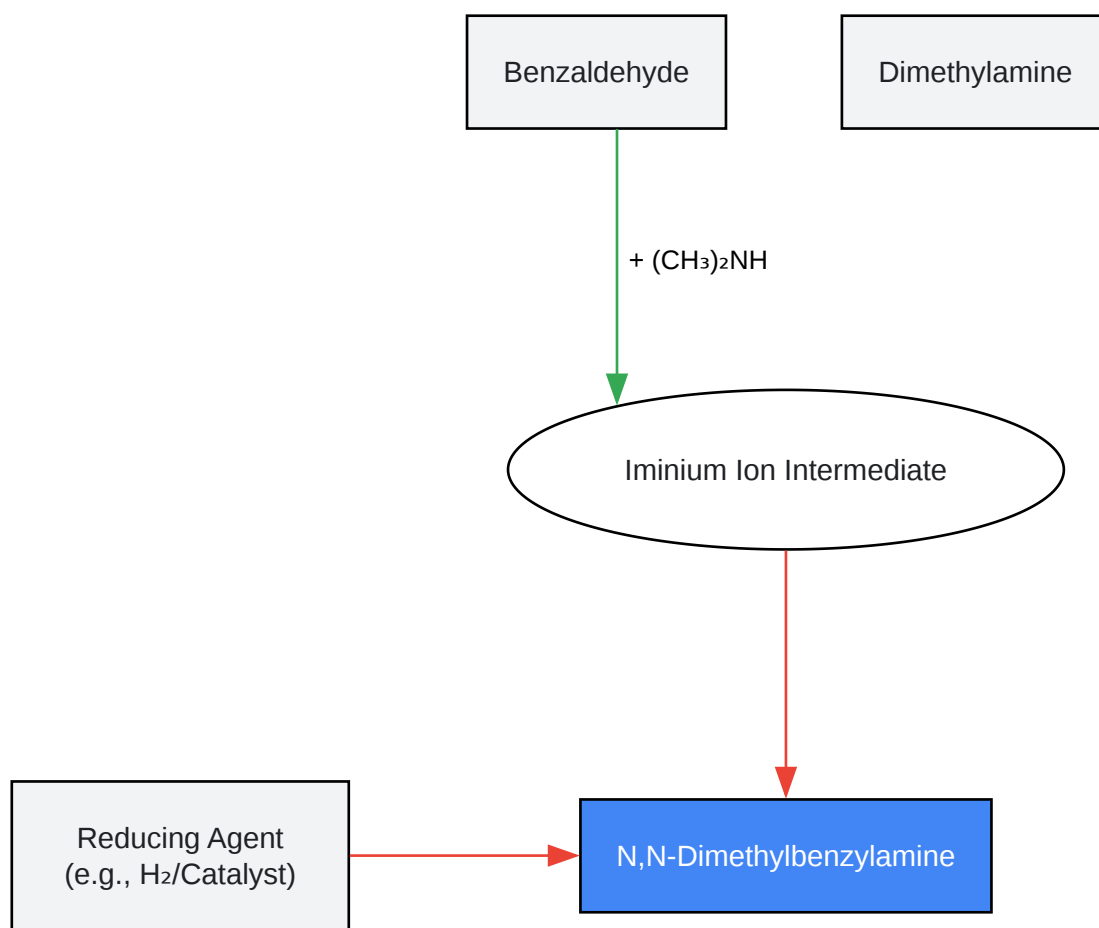 Benzaldehyde
Dimethylamine
+ (CH₃)₂NH
Iminium Ion Intermediate
Reducing Agent
(e.g., H₂/Catalyst)
N,N-Dimethylbenzylamine